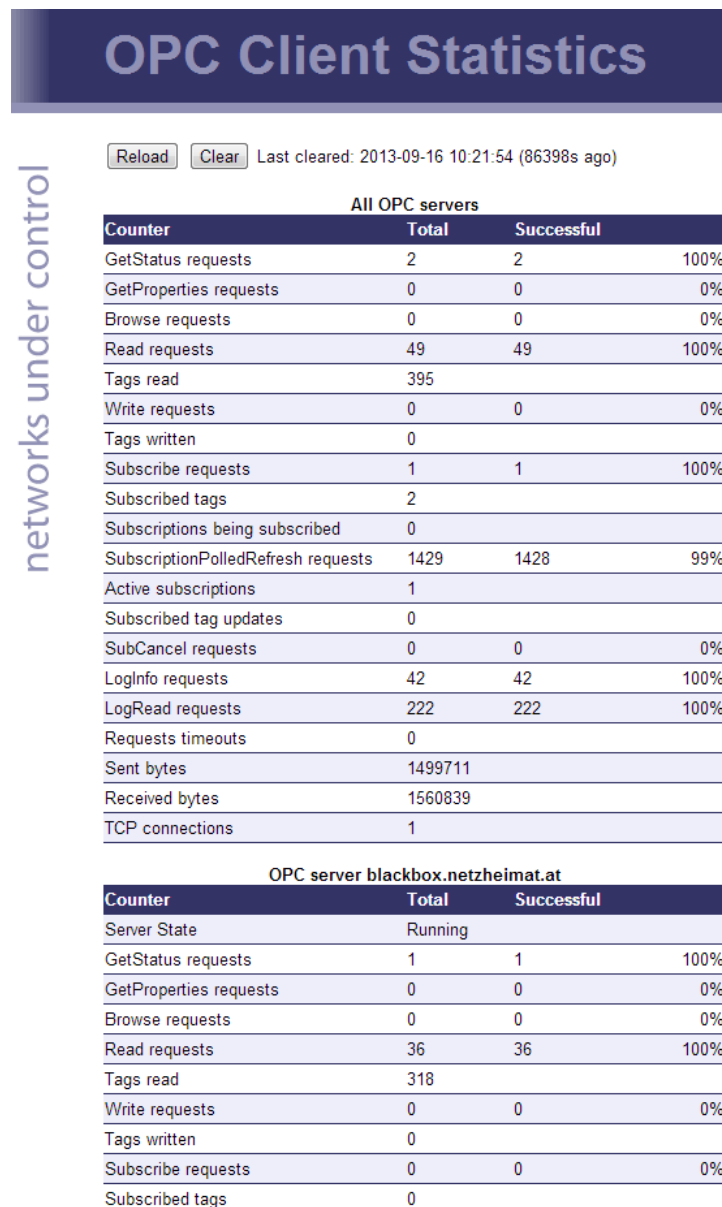 OPC Client Statistics
networks under control
Reload Clear Last cleared: 2013-09-16 10:21:54 (86398s ago)
All OPC servers
Counter Total Successful
GetStatus requests 2 2 100%
GetProperties requests 0 0 0%
Browse requests 0 0 0%
Read requests 49 49 100%
Tags read 395
Write requests 0 0 0%
Tags written 0
Subscribe requests 1 1 100%
Subscribed tags 2
Subscriptions being subscribed 0
SubscriptionPolledRefresh requests 1429 1428 99%
Active subscriptions 1
Subscribed tag updates 0
SubCancel requests 0 0 0%
LogInfo requests 42 42 100%
LogRead requests 222 222 100%
Requests timeouts 0
Sent bytes 1499711
Received bytes 1560839
TCP connections 1
OPC server blackbox.netzheimat.at
Counter Total Successful
Server State Running
GetStatus requests 1 1 100%
GetProperties requests 0 0 0%
Browse requests 0 0 0%
Read requests 36 36 100%
Tags read 318
Write requests 0 0 0%
Tags written 0
Subscribe requests 0 0 0%
Subscribed tags 0